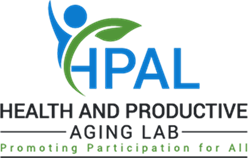 HPAL
HEALTH AND PRODUCTIVE
AGING LAB
Promoting Participation for All